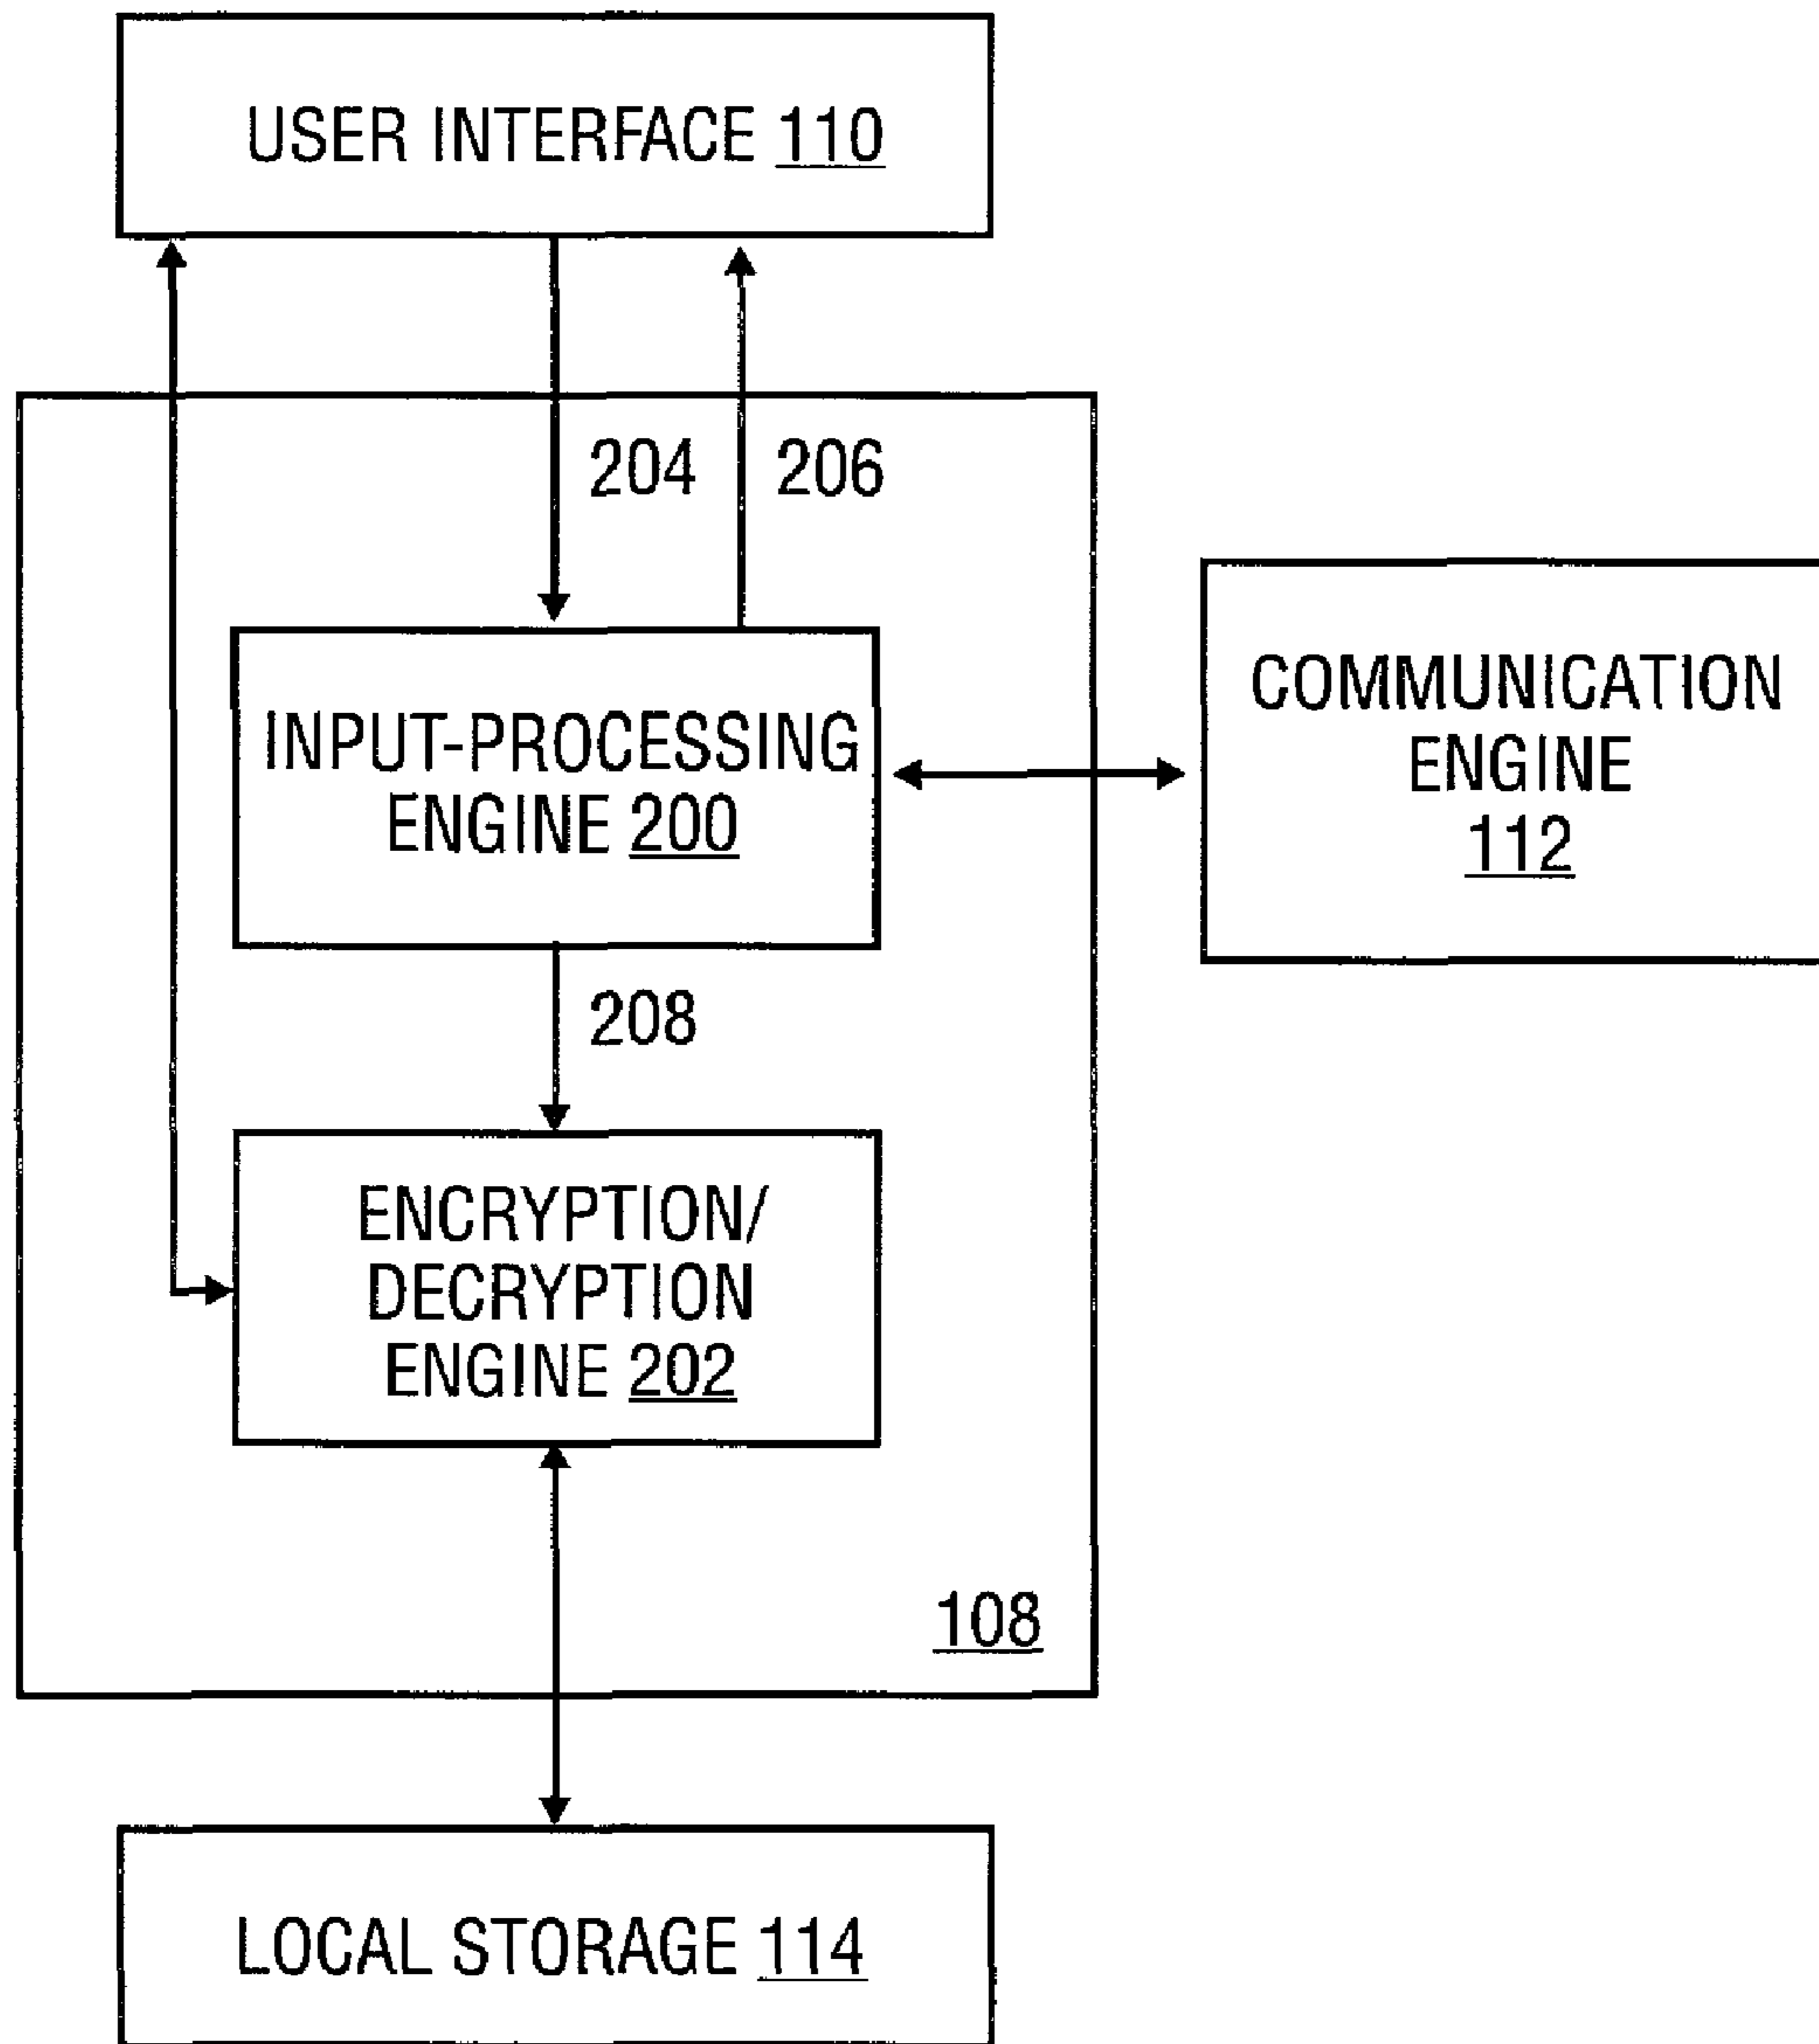 USER INTERFACE 110
204
206
INPUT-PROCESSING
ENGINE 200
COMMUNICATION
ENGINE
112
208
ENCRYPTION/
DECRYPTION
ENGINE 202
108
LOCAL STORAGE 114